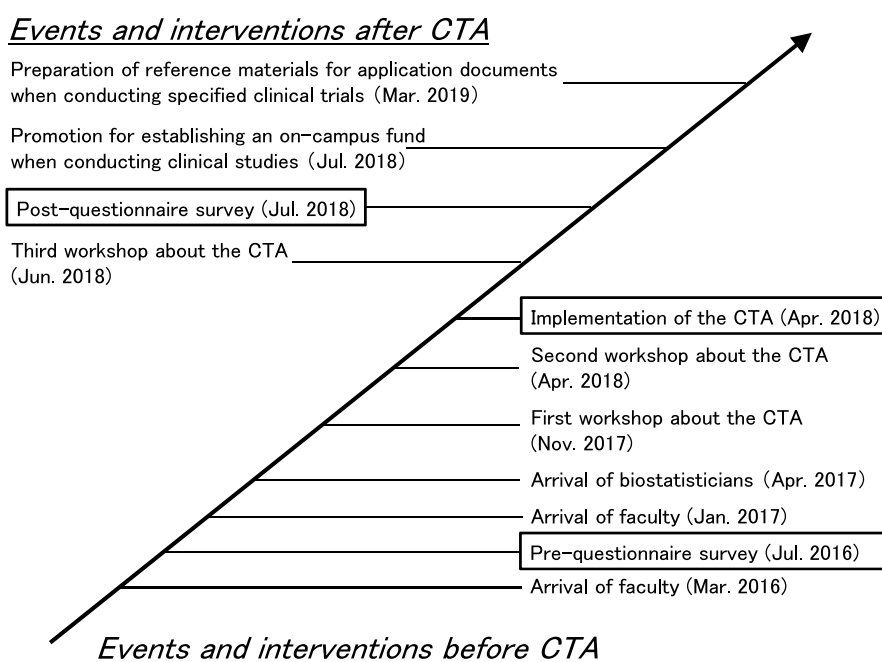 Events and interventions after CTA
Preparation of reference materials for application documents
when conducting specified clinical trials (Mar. 2019)
Promotion for establishing an on-campus fund
when conducting clinical studies (Jul. 2018)
Post-questionnaire survey (Jul. 2018)
Third workshop about the CTA
(Jun. 2018)
Implementation of the CTA (Apr. 2018)
Second workshop about the CTA
(Apr. 2018)
First workshop about the CTA
(Nov. 2017)
Arrival of biostatisticians (Apr. 2017)
Arrival of faculty (Jan. 2017)
Pre-questionnaire survey (Jul. 2016)
Arrival of faculty (Mar. 2016)
Events and interventions before CTA